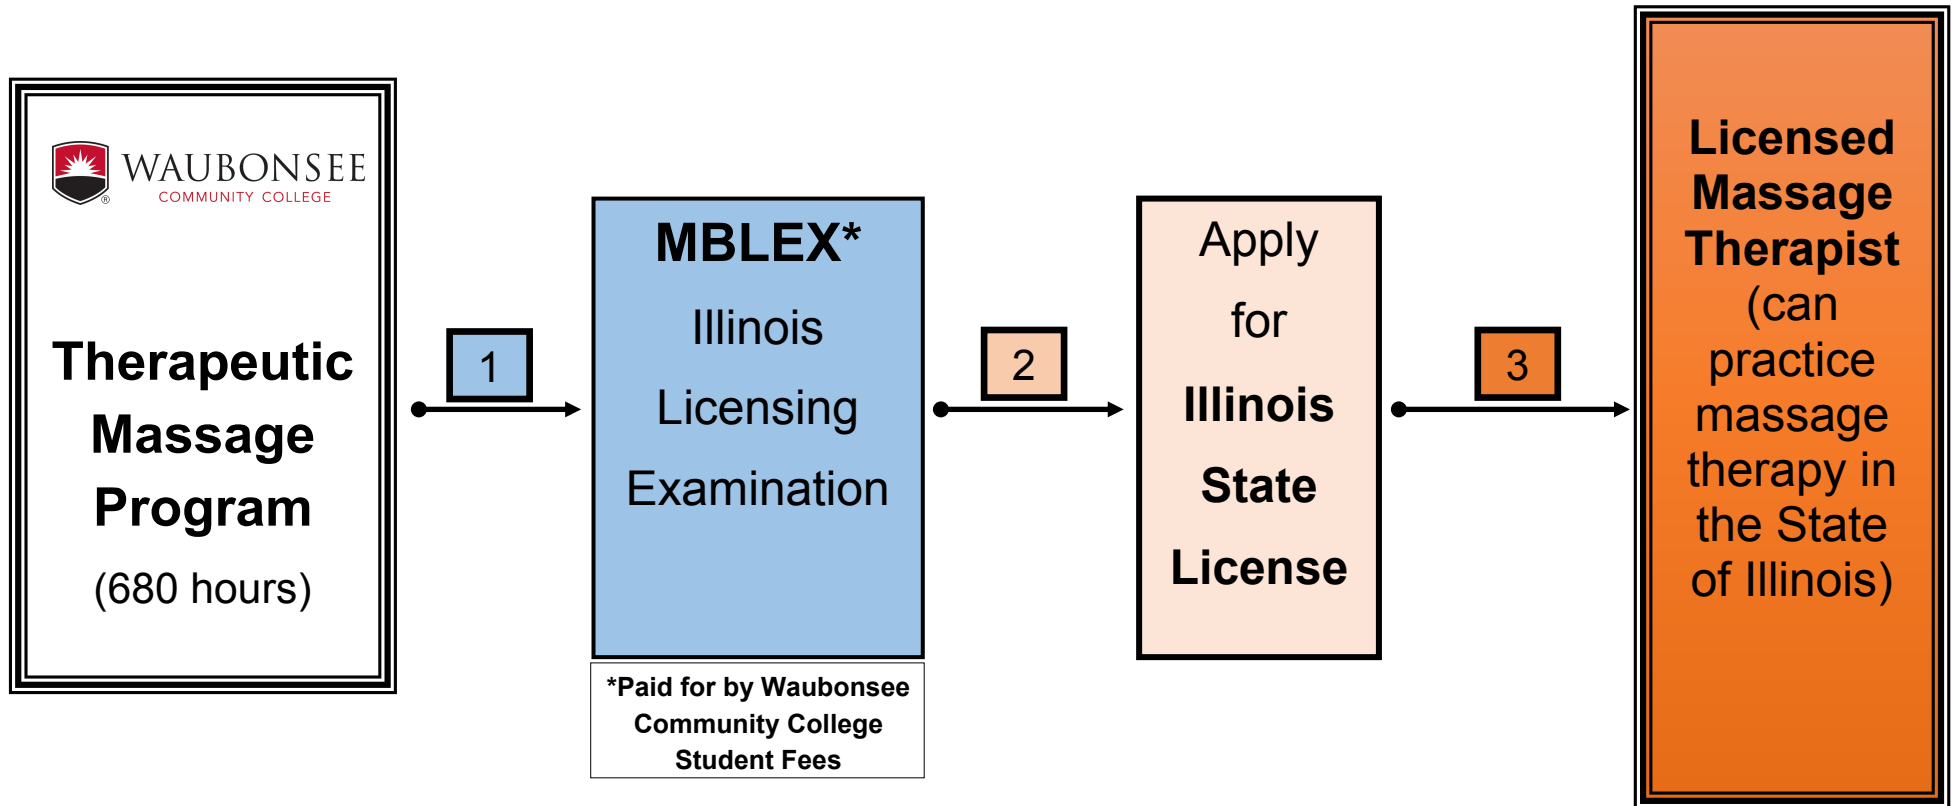 WAUBONSEE
COMMUNITY COLLEGE
®
Therapeutic
Massage
Program
(680 hours)
1
MBLEX*
Illinois
Licensing
Examination
*Paid for by Waubonsee
Community College
Student Fees
2
Apply
for
Illinois
State
License
3
Licensed
Massage
Therapist
(can
practice
massage
therapy in
the State
of Illinois)